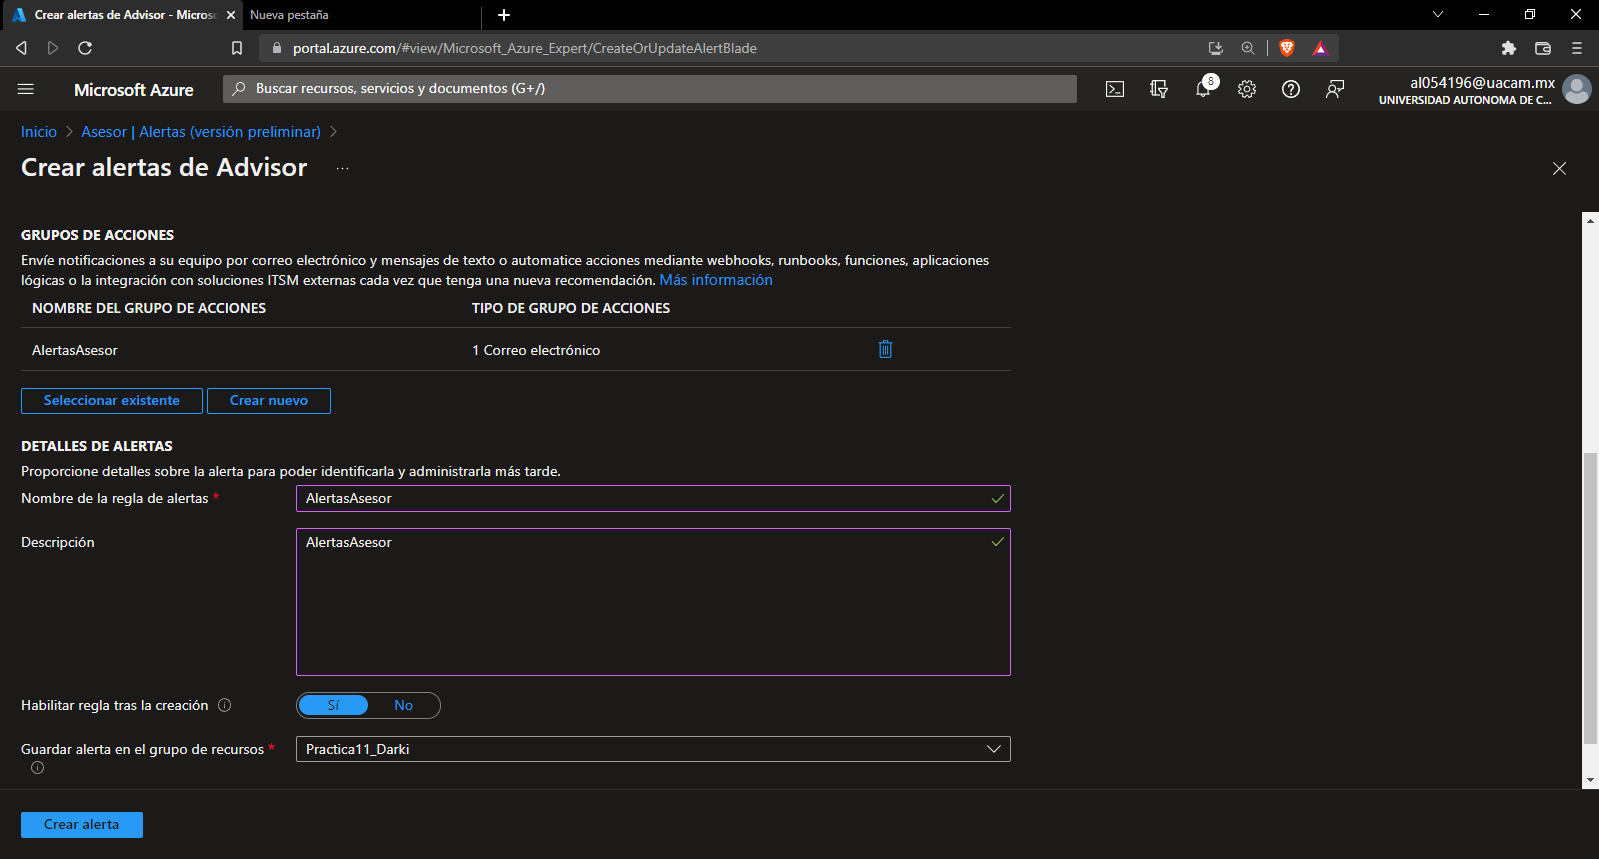 Crear alertas de Advisor - Microsc
Nueva pestaña
portal.azure.com/#view/Microsoft_Azure_Expert/CreateOrUpdateAlertBlade
Microsoft Azure
Buscar recursos, servicios y documentos (G+/)
8
al054196@uacam.mx
UNIVERSIDAD AUTONOMA DE C...
Inicio > Asesor | Alertas (versión preliminar) >
Crear alertas de Advisor ...
GRUPOS DE ACCIONES
Envíe notificaciones a su equipo por correo electrónico y mensajes de texto o automatice acciones mediante webhooks, runbooks, funciones, aplicaciones
lógicas o la integración con soluciones ITSM externas cada vez que tenga una nueva recomendación. Más información
NOMBRE DEL GRUPO DE ACCIONES TIPO DE GRUPO DE ACCIONES
AlertasAsesor 1 Correo electrónico
Seleccionar existente Crear nuevo
DETALLES DE ALERTAS
Proporcione detalles sobre la alerta para poder identificarla y administrarla más tarde.
Nombre de la regla de alertas * AlertasAsesor
Descripción AlertasAsesor
Habilitar regla tras la creación Sí No
Guardar alerta en el grupo de recursos * Practica11_Darki
Crear alerta